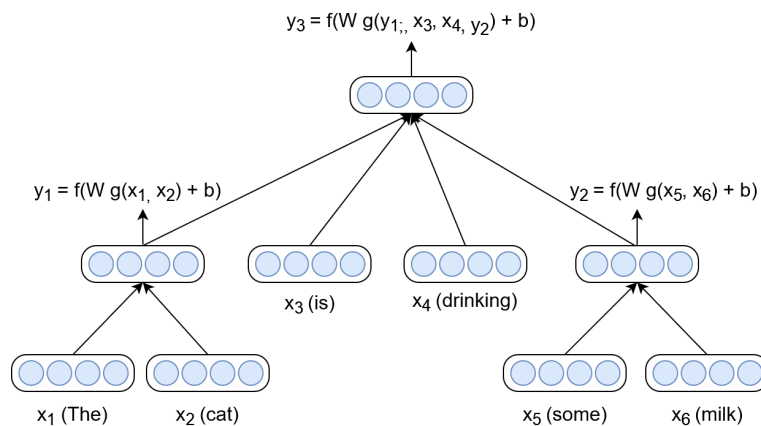 y₃ = f(W g(y₁;, x₃, x₄, y₂) + b)
y₁ = f(W g(x₁, x₂) + b)
y₂ = f(W g(x₅, x₆) + b)
x₃ (is)
x₄ (drinking)
x₁ (The)
x₂ (cat)
x₅ (some)
x₆ (milk)